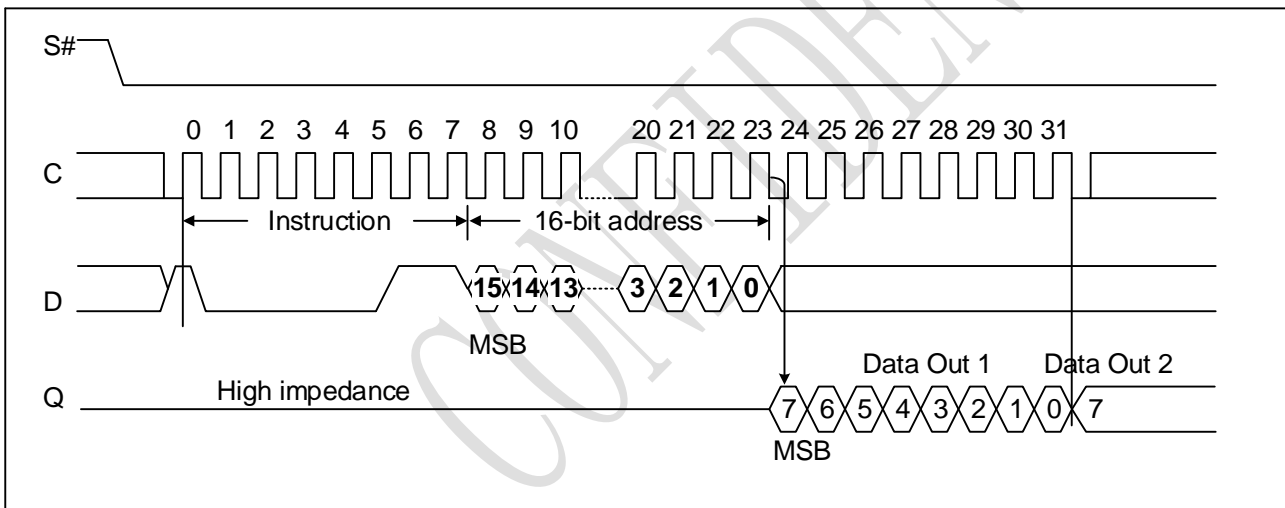 S#
0 1 2 3 4 5 6 7 8 9 10 20 21 22 23 24 25 26 27 28 29 30 31
C
Instruction 16-bit address
D 15 14 13 3 2 1 0
MSB
Data Out 1 Data Out 2
High impedance
Q 7 6 5 4 3 2 1 0 7
MSB
CONFIDEN